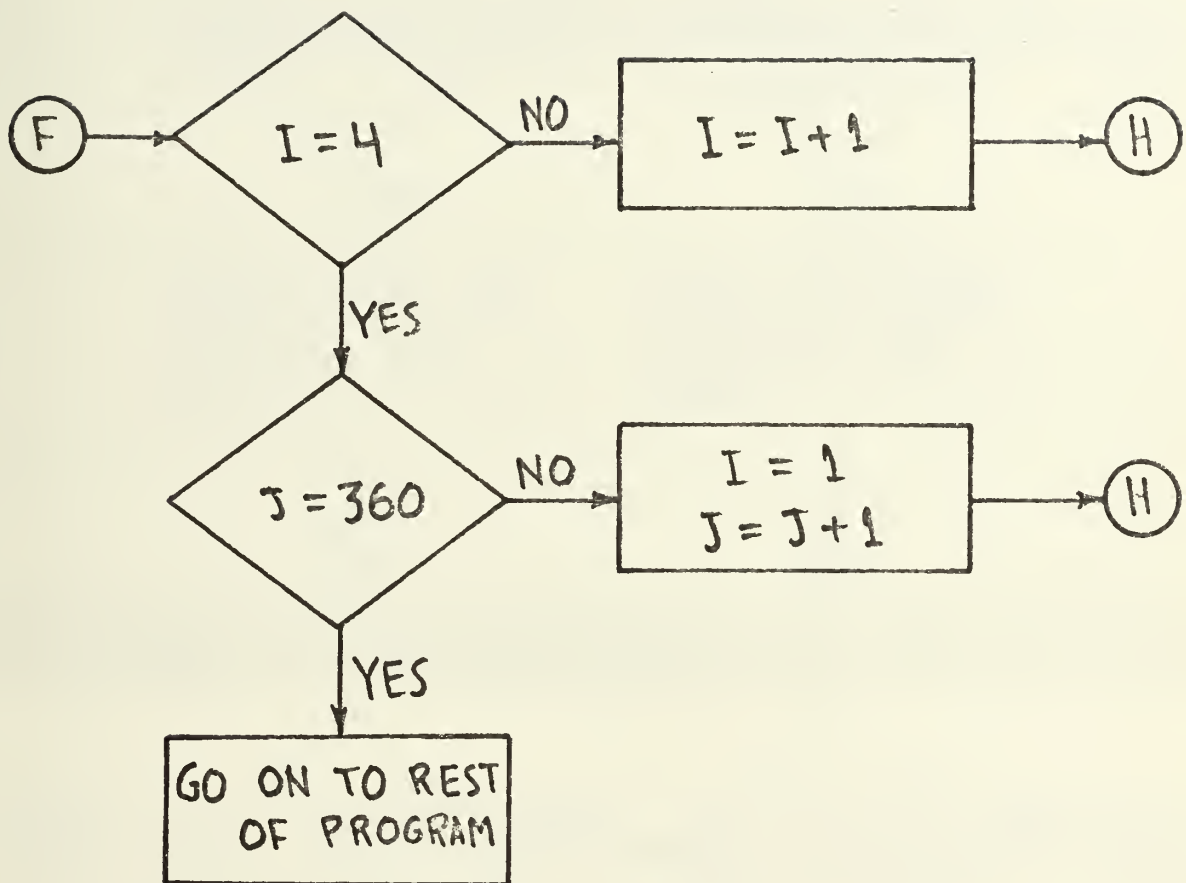 F
I = 4
NO
I = I + 1
H
YES
J = 360
NO
I = 1
J = J + 1
H
YES
GO ON TO REST
OF PROGRAM